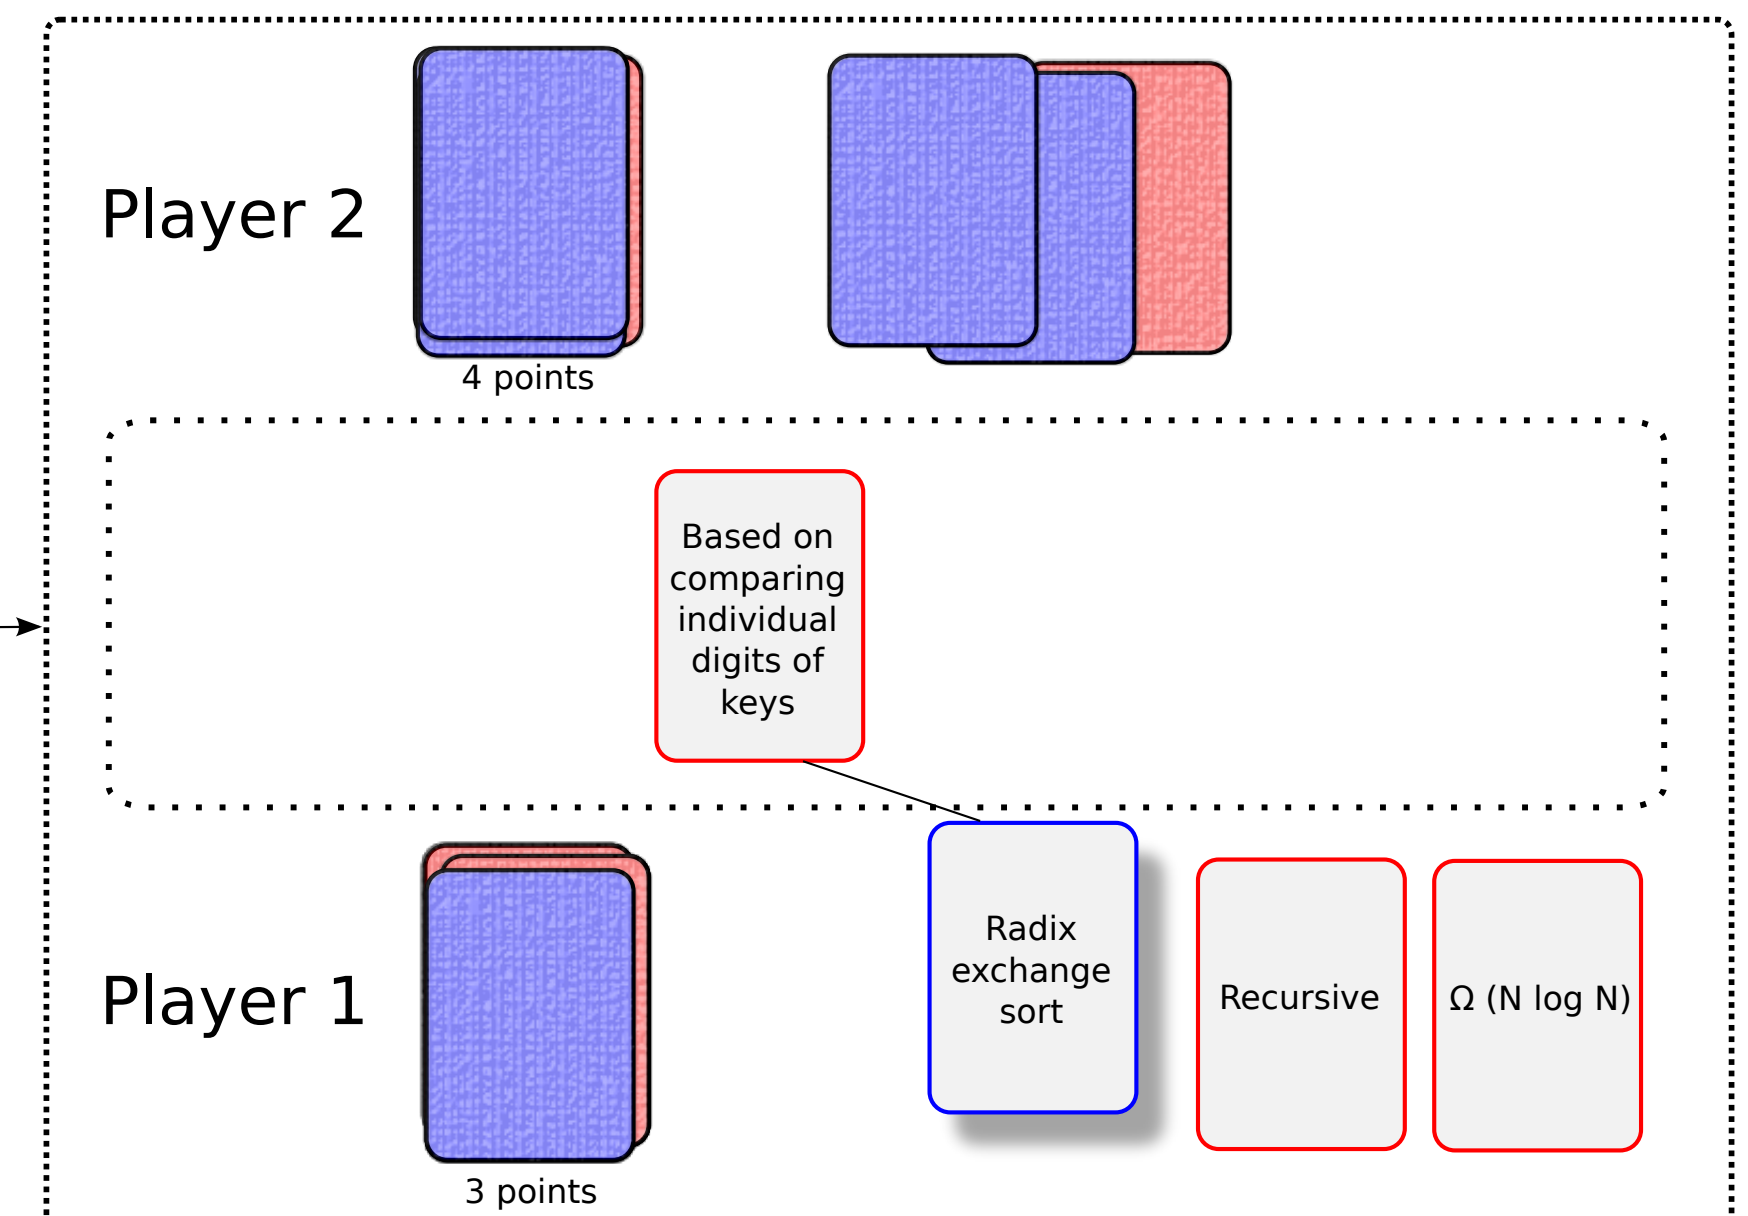 Player 2
4 points
Based on
comparing
individual
digits of
keys
Player 1
3 points
Radix
exchange
sort
Recursive
Ω (N log N)